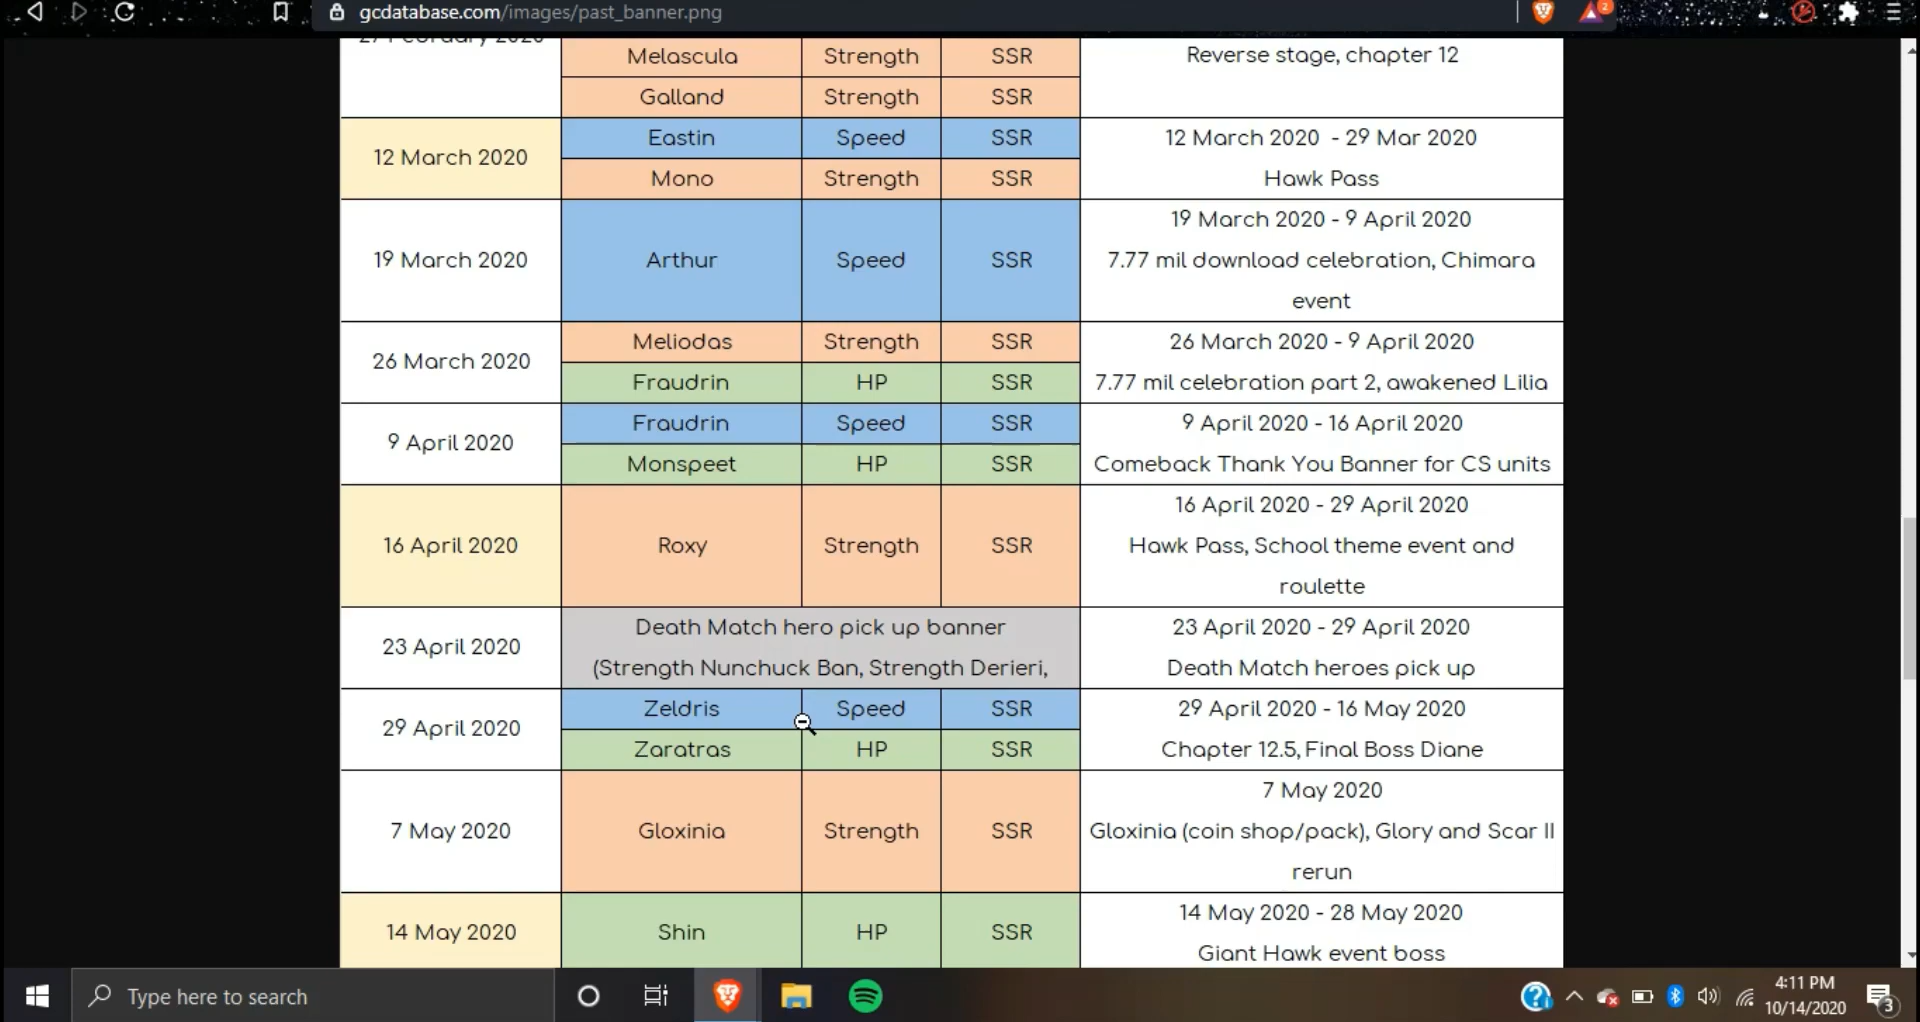 gcdatabase.com/images/past_banner.png
2
27 February 2020
Melascula Strength SSR
Reverse stage, chapter 12
Galland Strength SSR
12 March 2020
Eastin Speed SSR
12 March 2020 - 29 Mar 2020
Mono Strength SSR
Hawk Pass
19 March 2020
Arthur Speed SSR
19 March 2020 - 9 April 2020
7.77 mil download celebration, Chimara
event
26 March 2020
Meliodas Strength SSR
26 March 2020 - 9 April 2020
Fraudrin HP SSR
7.77 mil celebration part 2, awakened Lilia
9 April 2020
Fraudrin Speed SSR
9 April 2020 - 16 April 2020
Monspeet HP SSR
Comeback Thank You Banner for CS units
16 April 2020
Roxy Strength SSR
16 April 2020 - 29 April 2020
Hawk Pass, School theme event and
roulette
23 April 2020
Death Match hero pick up banner
(Strength Nunchuck Ban, Strength Derieri,
23 April 2020 - 29 April 2020
Death Match heroes pick up
29 April 2020
Zeldris Speed SSR
29 April 2020 - 16 May 2020
Zaratras HP SSR
Chapter 12.5, Final Boss Diane
7 May 2020
Gloxinia Strength SSR
7 May 2020
Gloxinia (coin shop/pack), Glory and Scar II
rerun
14 May 2020
Shin HP SSR
14 May 2020 - 28 May 2020
Giant Hawk event boss
Type here to search
4:11 PM
10/14/2020
3